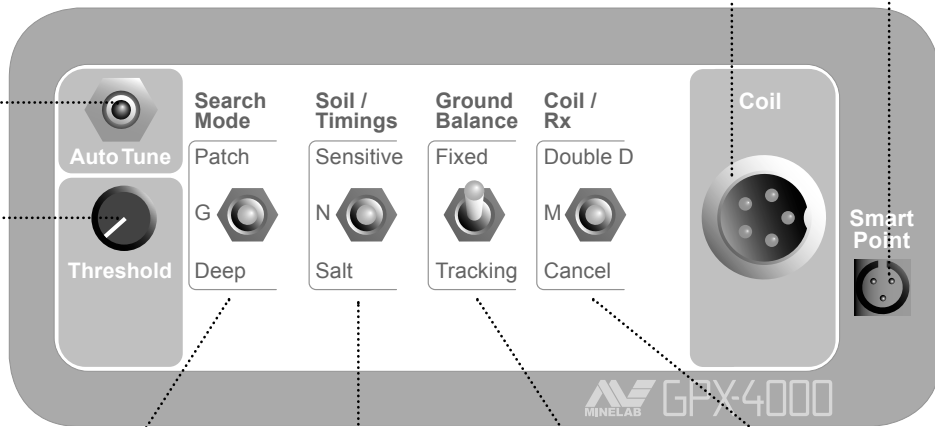 Auto Tune
Threshold
Search
Mode
Patch
G
Deep
Soil /
Timings
Sensitive
N
Salt
Ground
Balance
Fixed
Tracking
Coil /
Rx
Double D
M
Cancel
Coil
Smart
Point
MINELAB
GPX-4000